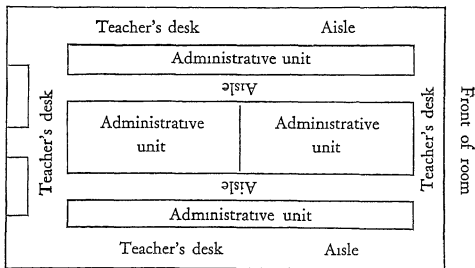 Teacher's desk Aisle
Administrative unit
Aisle
Teacher's desk
Administrative
unit
Administrative
unit
Teacher's desk
Front of room
Aisle
Administrative unit
Teacher's desk Aisle